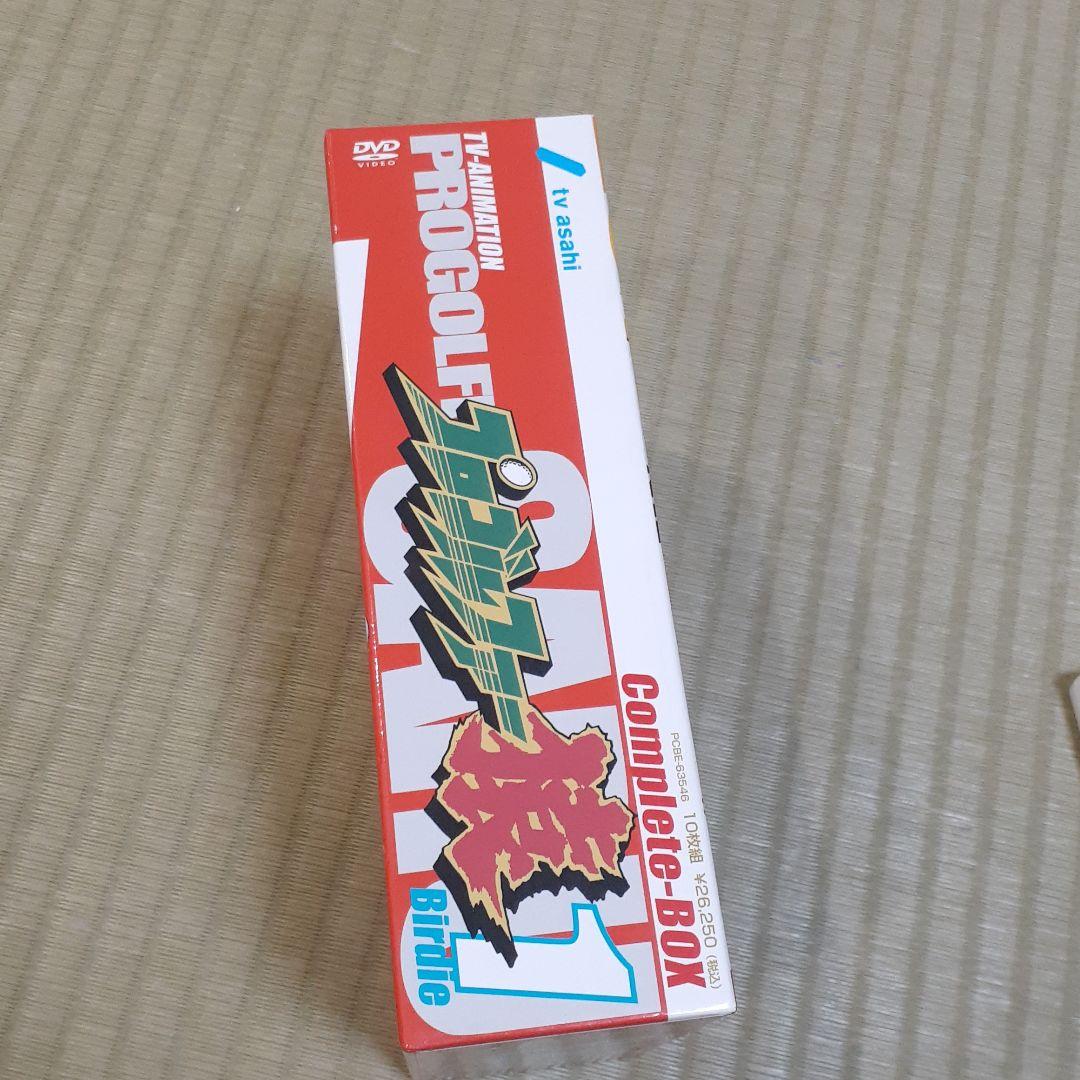 DVD
VIDEO
TV-ANIMATION
PROGOLFE
tv asahi
プロゴルファー
猿
1
Birdie
Complete-BOX
PCBE-63546 10枚組 ¥26,250(税込)